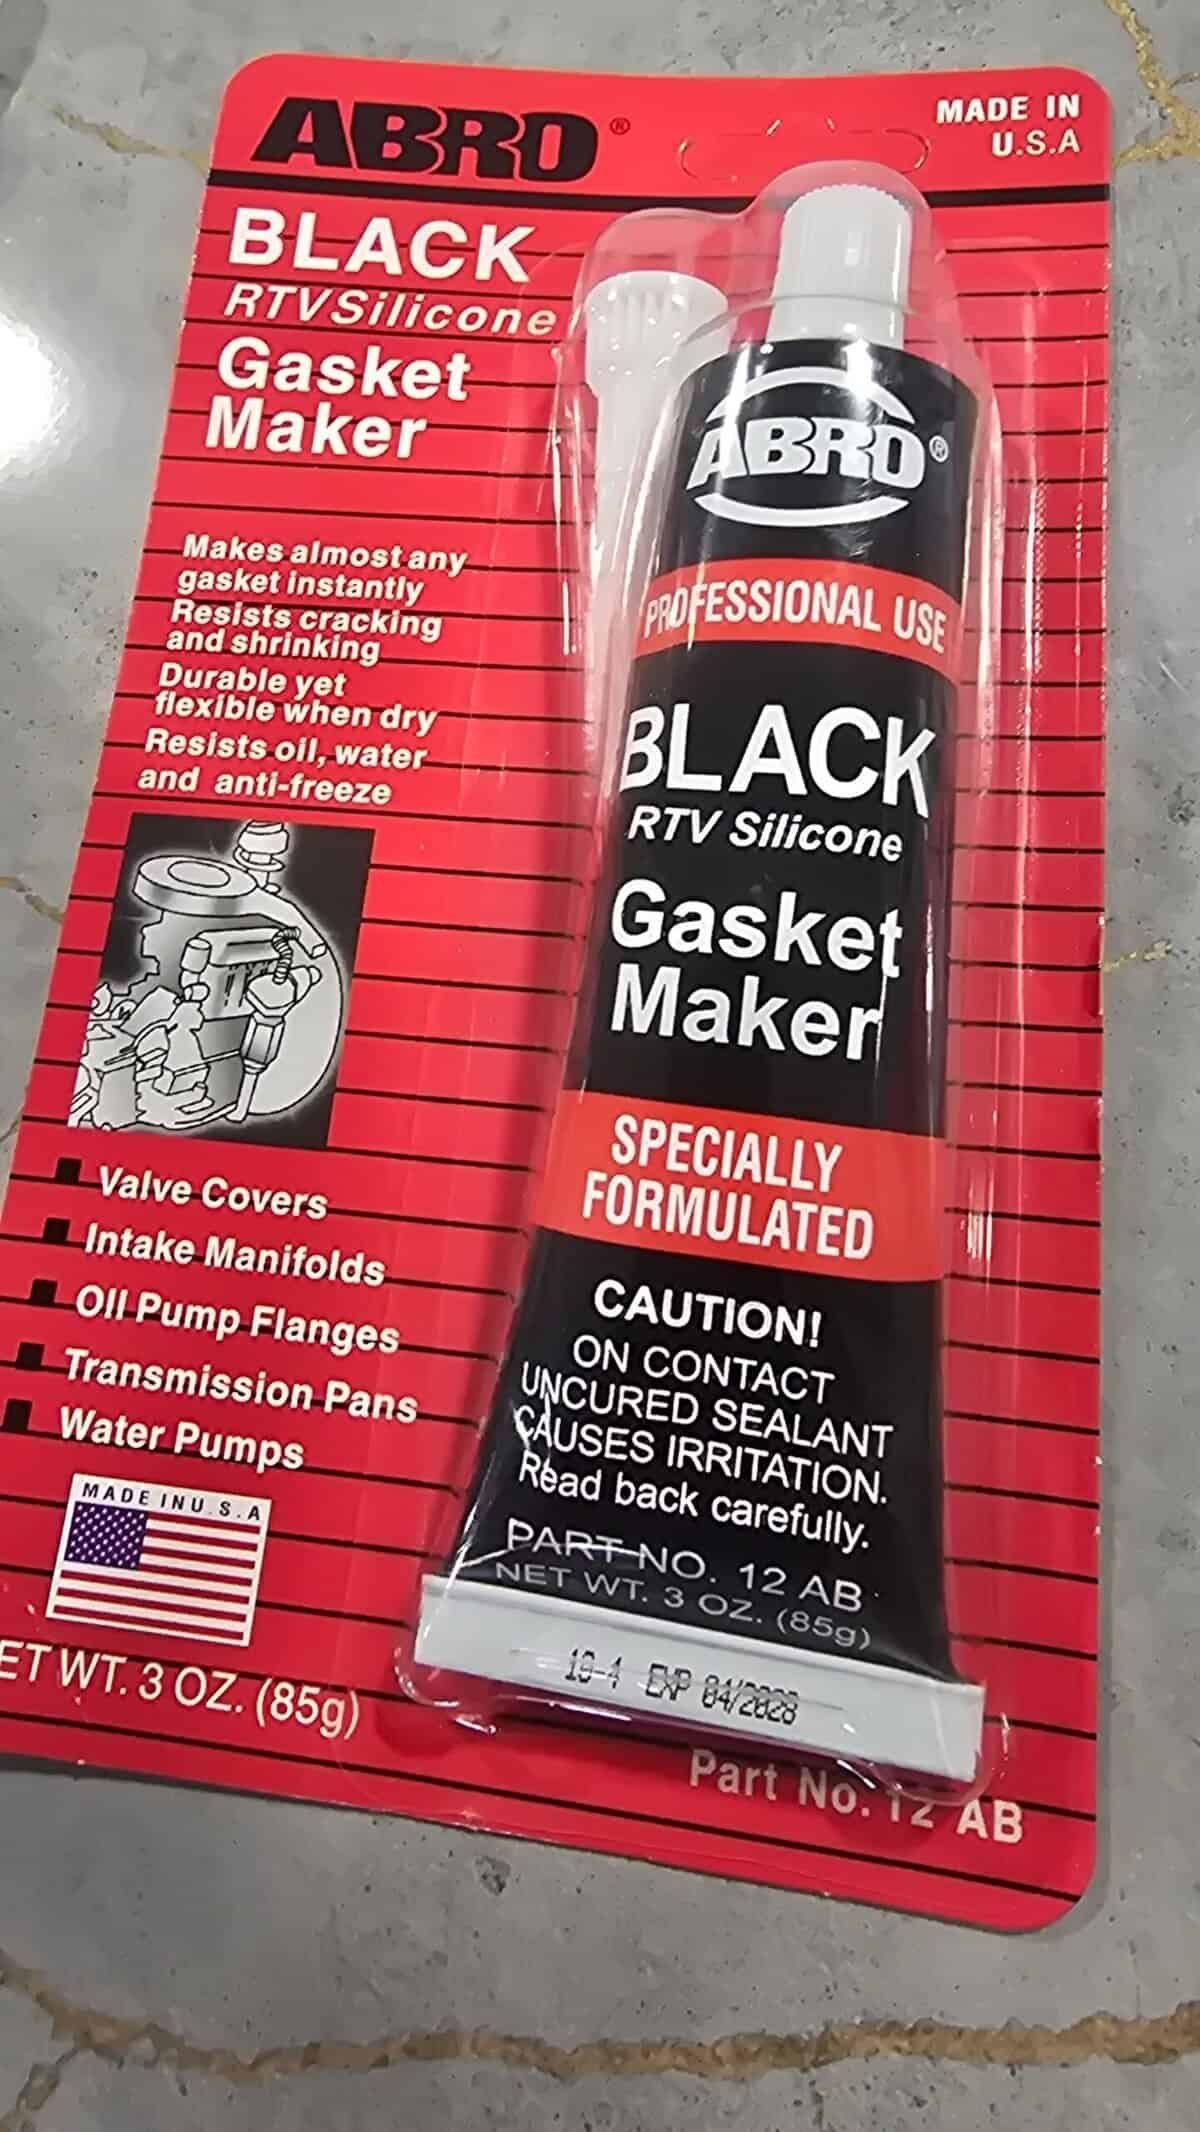 ABRO®
MADE IN
U.S.A
BLACK
RTV Silicone
Gasket
Maker
Makes almost any
gasket instantly
Resists cracking
and shrinking
Durable yet
flexible when dry
Resists oil, water
and anti-freeze
Valve Covers
Intake Manifolds
Oil Pump Flanges
Transmission Pans
Water Pumps
MADE IN U.S.A
ET WT. 3 OZ. (85g)
ABRO®
PROFESSIONAL USE
BLACK
RTV Silicone
Gasket
Maker
SPECIALLY
FORMULATED
CAUTION!
ON CONTACT
UNCURED SEALANT
CAUSES IRRITATION.
Read back carefully.
PART NO. 12 AB
NET WT. 3 OZ. (85g)
EXP 04/2028
Part No. 12 AB